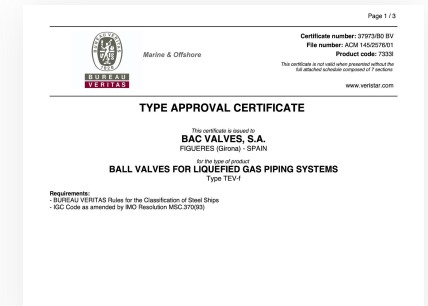 Page 1 / 3
Certificate number: 37973/B0 BV
File number: ACM 145/2576/01
Product code: 7333I
This certificate is not valid when presented without the
full attached schedule composed of 7 sections
www.veristar.com
BUREAU VERITAS
1828
BUREAU
VERITAS
Marine & Offshore
TYPE APPROVAL CERTIFICATE
This certificate is issued to
BAC VALVES, S.A.
FIGUERES (Girona) - SPAIN
for the type of product
BALL VALVES FOR LIQUEFIED GAS PIPING SYSTEMS
Type TEV-f
Requirements:
- BUREAU VERITAS Rules for the Classification of Steel Ships
- IGC Code as amended by IMO Resolution MSC.370(93)